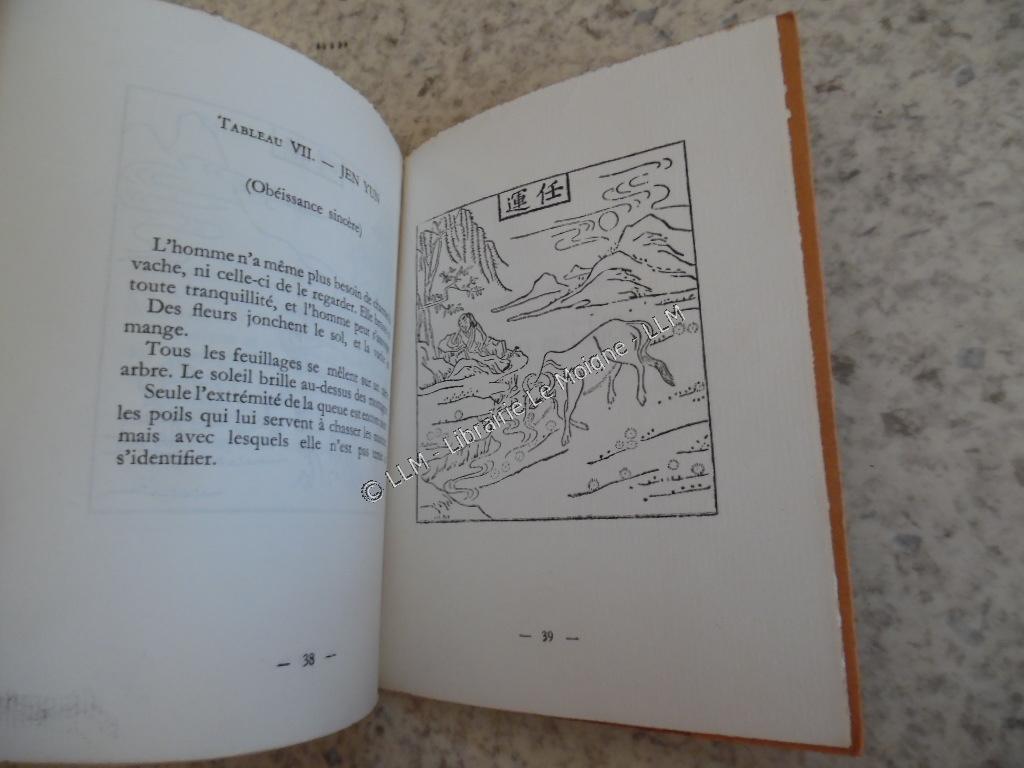 TABLEAU VII. — JEN YUN
(Obéissance sincère)
L'homme n'a même plus besoin de
vache, ni celle-ci de le regarder. Elle
toute tranquillité, et l'homme peut
Des fleurs jonchent le sol, et la
mange.
Tous les feuillages se mêlent sur un
arbre. Le soleil brille au-dessus des
Seule l'extrémité de la queue est
les poils qui lui servent à chasser les
mais avec lesquels elle n'est pas
s'identifier.
— 38 —
任運
— 39 —
© LLM - Librairie Le Moigne - LLM